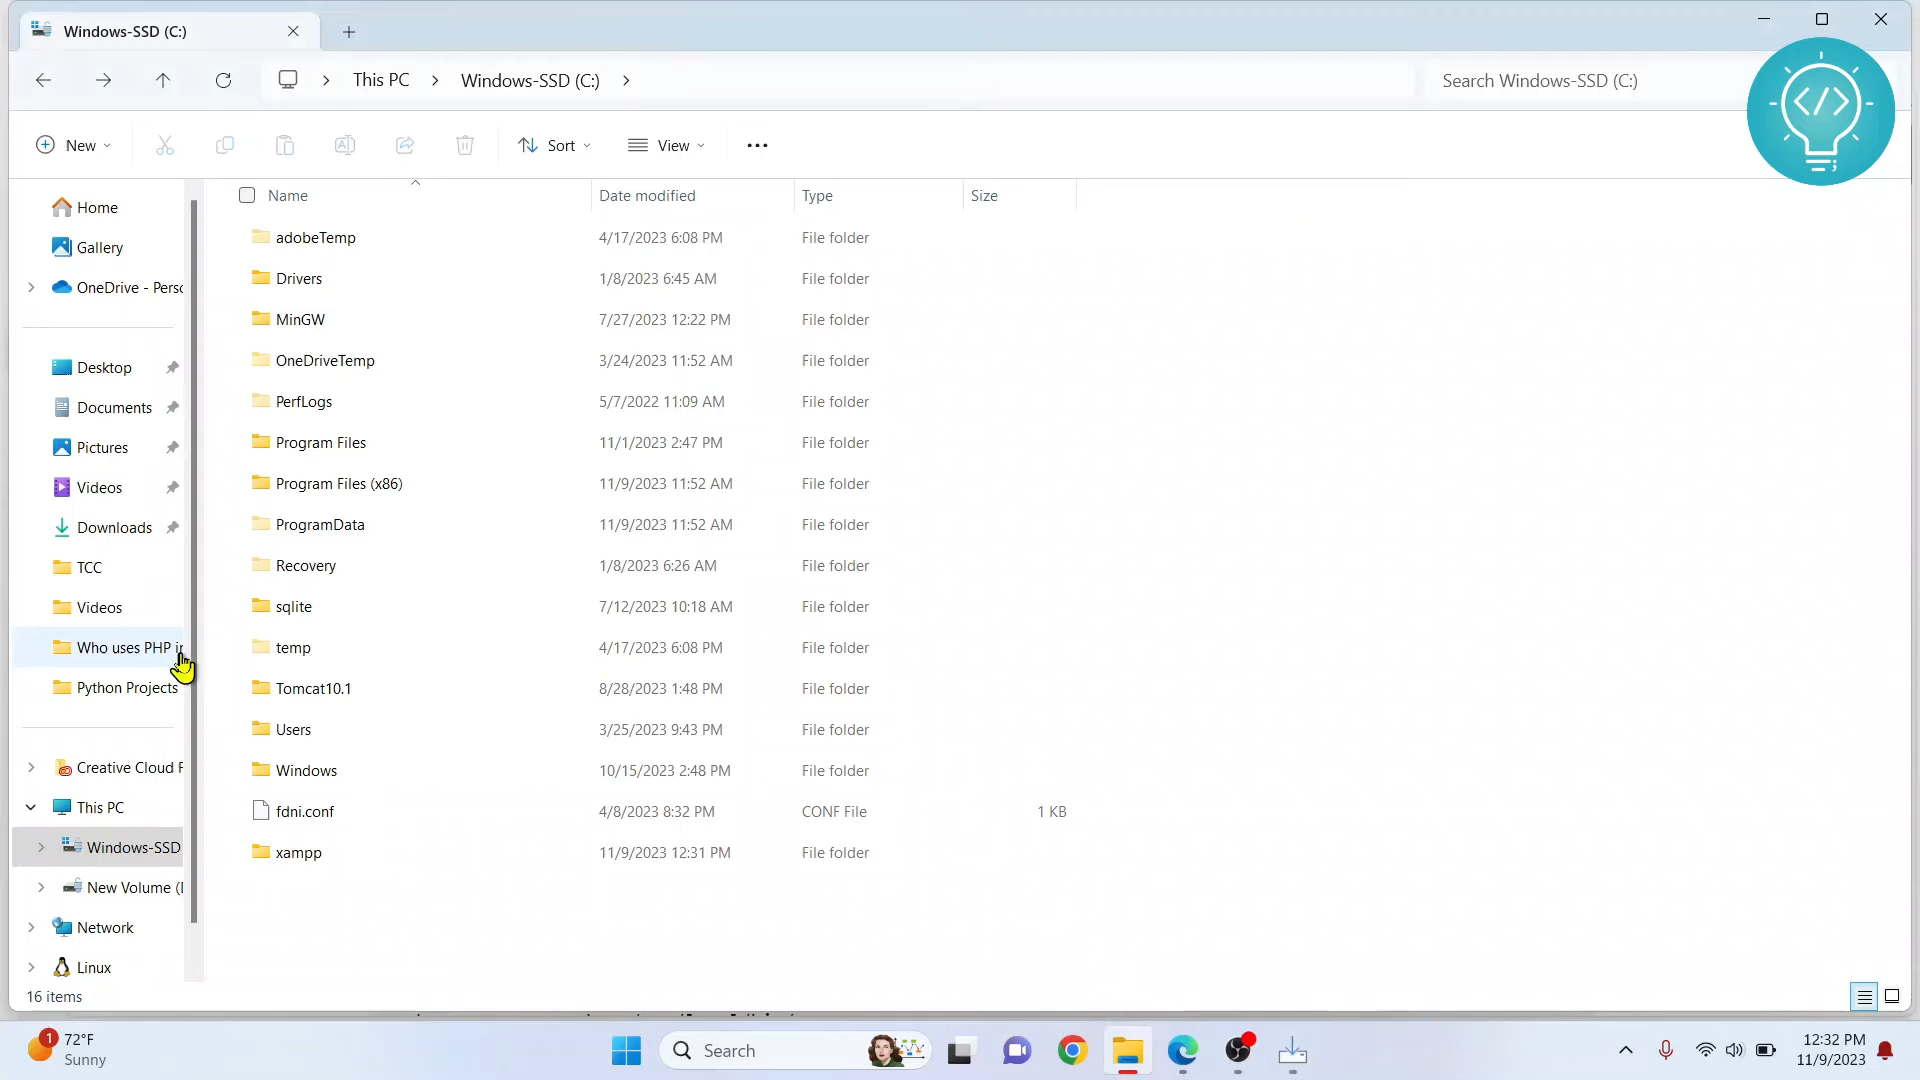 Windows-SSD (C:)
This PC
Windows-SSD (C:)
Search Windows-SSD (C:)
</>
New
Sort
View
Home
Gallery
OneDrive - Perso
Desktop
Documents
Pictures
Videos
Downloads
TCC
Videos
Who uses PHP in
Python Projects
Creative Cloud F
This PC
Windows-SSD
New Volume (D
Network
Linux
Name Date modified Type Size
adobeTemp 4/17/2023 6:08 PM File folder
Drivers 1/8/2023 6:45 AM File folder
MinGW 7/27/2023 12:22 PM File folder
OneDriveTemp 3/24/2023 11:52 AM File folder
PerfLogs 5/7/2022 11:09 AM File folder
Program Files 11/1/2023 2:47 PM File folder
Program Files (x86) 11/9/2023 11:52 AM File folder
ProgramData 11/9/2023 11:52 AM File folder
Recovery 1/8/2023 6:26 AM File folder
sqlite 7/12/2023 10:18 AM File folder
temp 4/17/2023 6:08 PM File folder
Tomcat10.1 8/28/2023 1:48 PM File folder
Users 3/25/2023 9:43 PM File folder
Windows 10/15/2023 2:48 PM File folder
fdni.conf 4/8/2023 8:32 PM CONF File 1 KB
xampp 11/9/2023 12:31 PM File folder
16 items
1
72°F
Sunny
Search
12:32 PM
11/9/2023